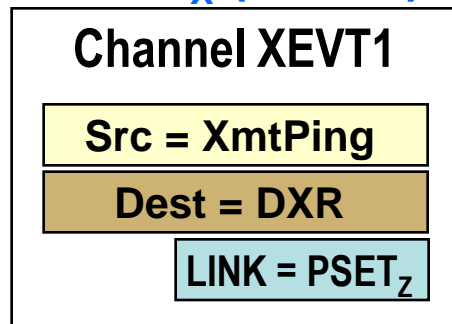 Channel XEVT1
Src = XmtPing
Dest = DXR
LINK = PSETZ